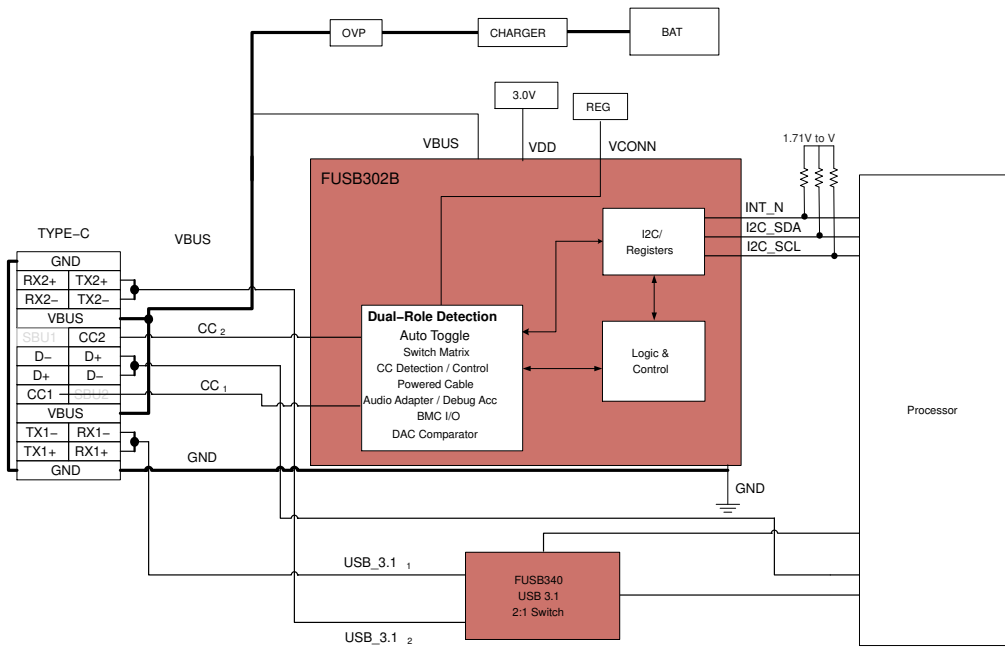 OVP
CHARGER
BAT
3.0V
REG
VBUS
VDD
VCONN
1.71V to V
FUSB302B
INT_N
I2C_SDA
I2C_SCL
I2C/
Registers
TYPE-C
VBUS
GND
RX2+ TX2+
RX2- TX2-
VBUS
SBU1 CC2
D- D+
D+ D-
CC1 SBU2
VBUS
TX1- RX1-
TX1+ RX1+
GND
CC 2
CC 1
GND
Dual-Role Detection
Auto Toggle
Switch Matrix
CC Detection / Control
Powered Cable
Audio Adapter / Debug Acc
BMC I/O
DAC Comparator
Logic &
Control
Processor
GND
USB_3.1 1
USB_3.1 2
FUSB340
USB 3.1
2:1 Switch